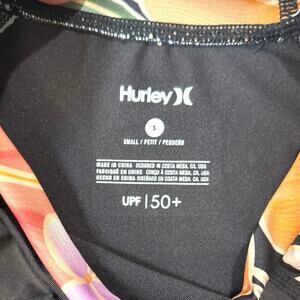 Hurley )(
S
SMALL / PETIT / PEQUEÑO
MADE IN CHINA DESIGNED IN COSTA MESA, CA, USA
FABRIQUÉ EN CHINE CONÇU À COSTA MESA, CA, USA
HECHO EN CHINA DISEÑADO EN COSTA MESA, CA, USA
UPF | 50+